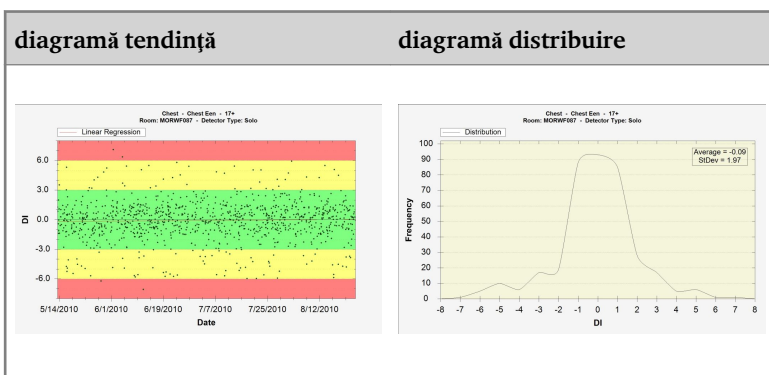 diagramă tendinţă
diagramă distribuire
Chest - Chest Een - 17+
Room: MORWF087 - Detector Type: Solo
Linear Regression
6.0
3.0
0.0
-3.0
-6.0
DI
5/14/2010 6/1/2010 6/19/2010 7/7/2010 7/25/2010 8/12/2010
Date
Chest - Chest Een - 17+
Room: MORWF087 - Detector Type: Solo
Distribution
Average = -0.09
StDev = 1.97
100
90
80
70
60
50
40
30
20
10
0
Frequency
-8 -7 -6 -5 -4 -3 -2 -1 0 1 2 3 4 5 6 7 8
DI